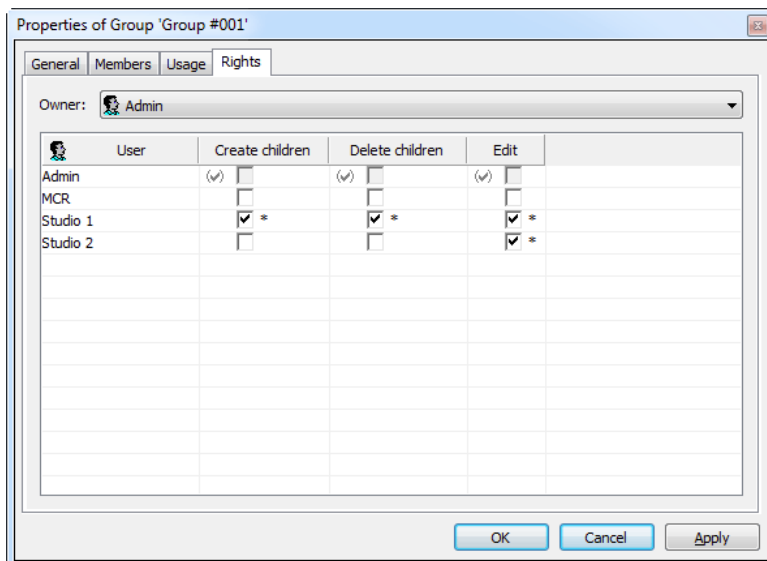 Properties of Group 'Group #001'
General Members Usage Rights
Owner: Admin
User Create children Delete children Edit
Admin (✓) (✓) (✓)
MCR
Studio 1 * * *
Studio 2 *
OK Cancel Apply